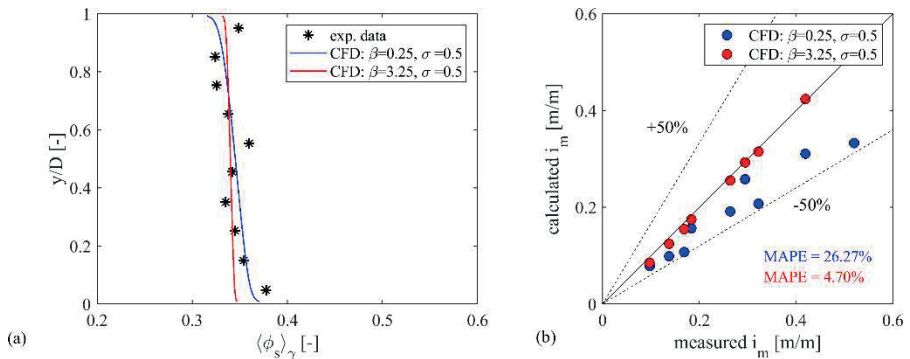 exp. data
CFD: β=0.25, σ=0.5
CFD: β=3.25, σ=0.5
y/D [-]
1
0.8
0.6
0.4
0.2
0
0.2
0.3
0.4
0.5
0.6
⟨ϕs⟩γ [-]
(a)
CFD: β=0.25, σ=0.5
CFD: β=3.25, σ=0.5
calculated im [m/m]
0.6
0.4
0.2
0
+50%
-50%
MAPE = 26.27%
MAPE = 4.70%
0
0.2
0.4
0.6
measured im [m/m]
(b)